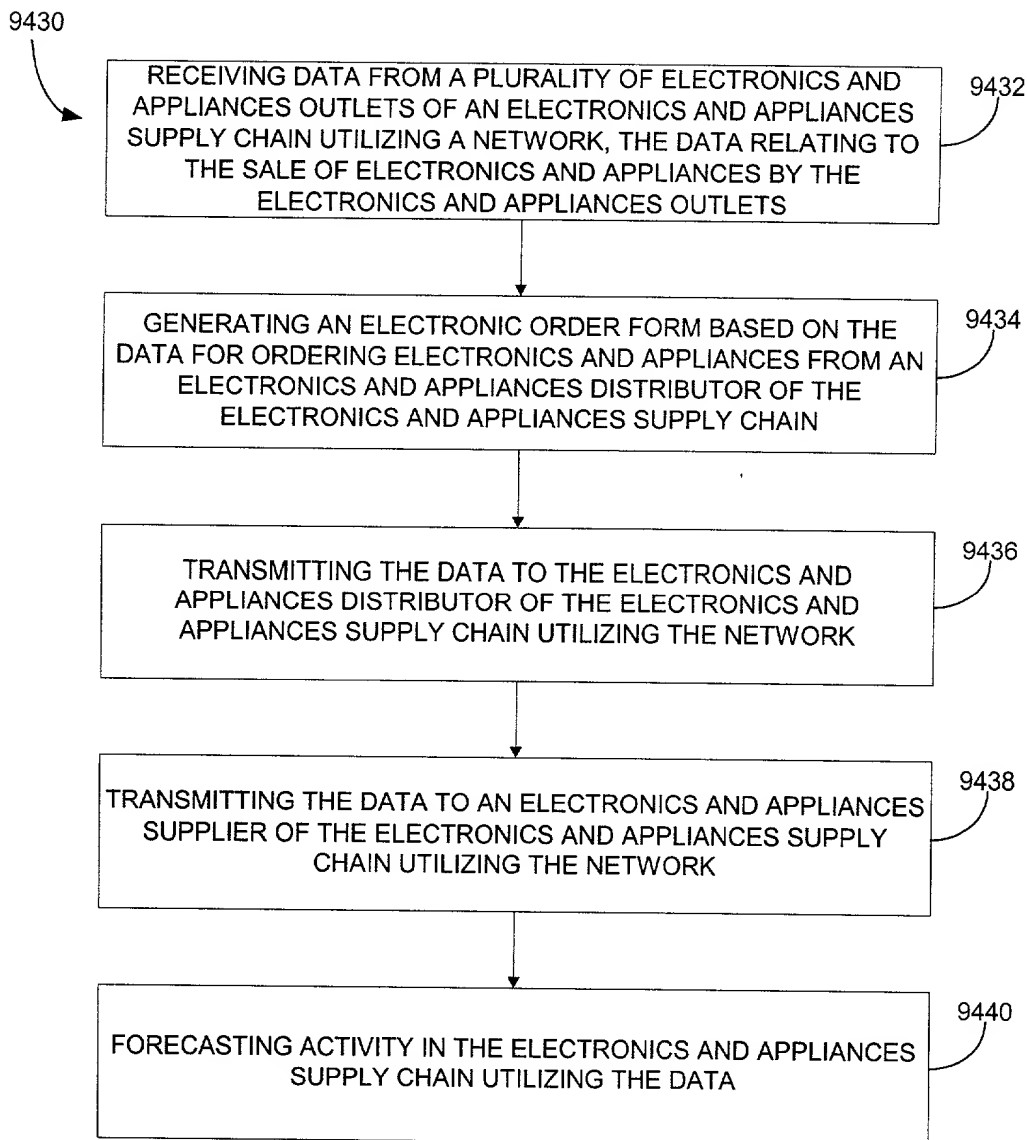 9430
RECEIVING DATA FROM A PLURALITY OF ELECTRONICS AND
APPLIANCES OUTLETS OF AN ELECTRONICS AND APPLIANCES
SUPPLY CHAIN UTILIZING A NETWORK, THE DATA RELATING TO
THE SALE OF ELECTRONICS AND APPLIANCES BY THE
ELECTRONICS AND APPLIANCES OUTLETS
9432
GENERATING AN ELECTRONIC ORDER FORM BASED ON THE
DATA FOR ORDERING ELECTRONICS AND APPLIANCES FROM AN
ELECTRONICS AND APPLIANCES DISTRIBUTOR OF THE
ELECTRONICS AND APPLIANCES SUPPLY CHAIN
9434
TRANSMITTING THE DATA TO THE ELECTRONICS AND
APPLIANCES DISTRIBUTOR OF THE ELECTRONICS AND
APPLIANCES SUPPLY CHAIN UTILIZING THE NETWORK
9436
TRANSMITTING THE DATA TO AN ELECTRONICS AND APPLIANCES
SUPPLIER OF THE ELECTRONICS AND APPLIANCES SUPPLY
CHAIN UTILIZING THE NETWORK
9438
FORECASTING ACTIVITY IN THE ELECTRONICS AND APPLIANCES
SUPPLY CHAIN UTILIZING THE DATA
9440